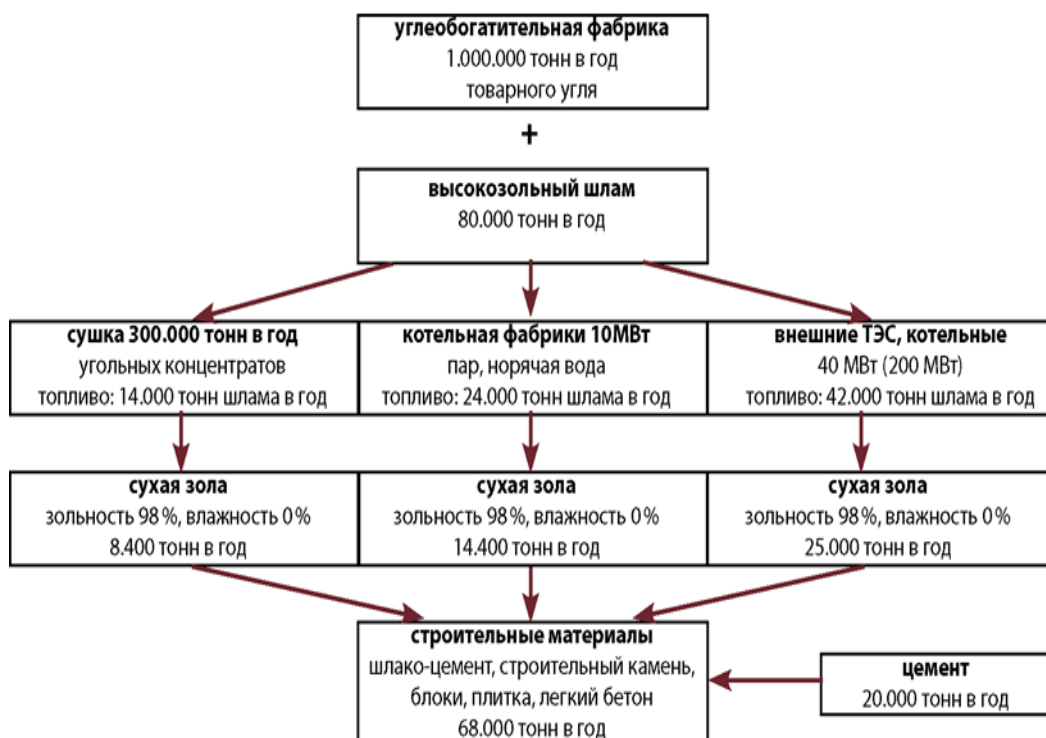 углеобогатительная фабрика
1.000.000 тонн в год
товарного угля
+
высокозольный шлам
80.000 тонн в год
сушка 300.000 тонн в год
угольных концентратов
топливо: 14.000 тонн шлама в год
котельная фабрики 10МВт
пар, норячая вода
топливо: 24.000 тонн шлама в год
внешние ТЭС, котельные
40 МВт (200 МВт)
топливо: 42.000 тонн шлама в год
сухая зола
зольность 98 %, влажность 0 %
8.400 тонн в год
сухая зола
зольность 98 %, влажность 0 %
14.400 тонн в год
сухая зола
зольность 98 %, влажность 0 %
25.000 тонн в год
строительные материалы
шлако-цемент, строительный камень,
блоки, плитка, легкий бетон
68.000 тонн в год
цемент
20.000 тонн в год